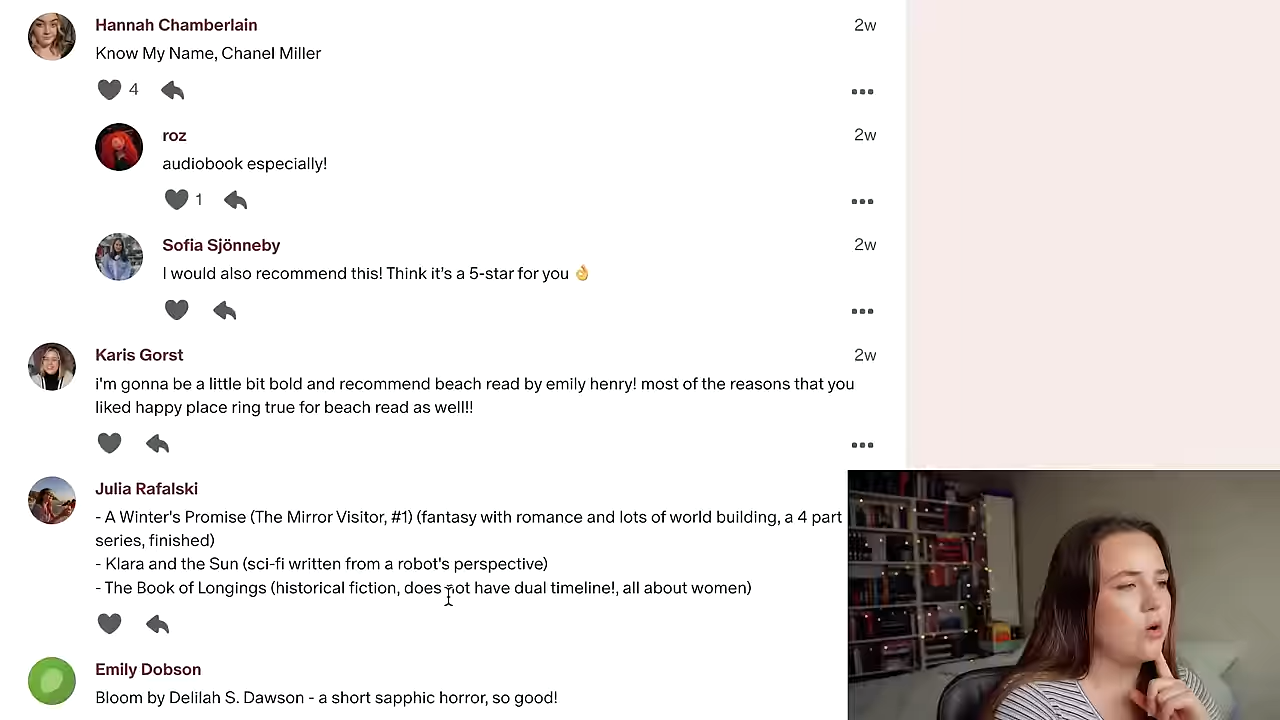 Hannah Chamberlain 2w
Know My Name, Chanel Miller
4
roz 2w
audiobook especially!
1
Sofia Sjönneby 2w
I would also recommend this! Think it's a 5-star for you 👌
Karis Gorst 2w
i'm gonna be a little bit bold and recommend beach read by emily henry! most of the reasons that you
liked happy place ring true for beach read as well!!
Julia Rafalski
- A Winter's Promise (The Mirror Visitor, #1) (fantasy with romance and lots of world building, a 4 part
series, finished)
- Klara and the Sun (sci-fi written from a robot's perspective)
- The Book of Longings (historical fiction, does not have dual timeline!, all about women)
Emily Dobson
Bloom by Delilah S. Dawson - a short sapphic horror, so good!